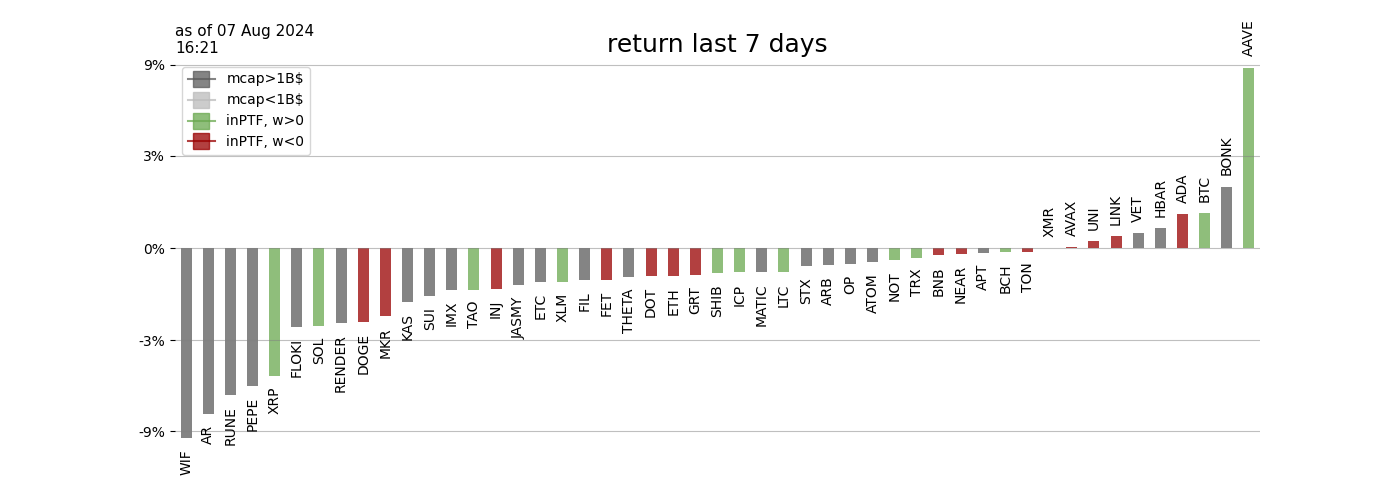 as of 07 Aug 2024
16:21
return last 7 days
AAVE
9%
mcap>1B$
mcap<1B$
inPTF, w>0
inPTF, w<0
3%
BONK
BTC
ADA
HBAR
VET
LINK
UNI
AVAX
XMR
0%
TON
BCH
APT
NEAR
BNB
TRX
NOT
ATOM
OP
ARB
STX
LTC
MATIC
ICP
SHIB
GRT
ETH
DOT
THETA
FET
FIL
XLM
ETC
JASMY
INJ
TAO
IMX
SUI
KAS
MKR
DOGE
RENDER
SOL
FLOKI
-3%
XRP
PEPE
RUNE
AR
-9%
WIF